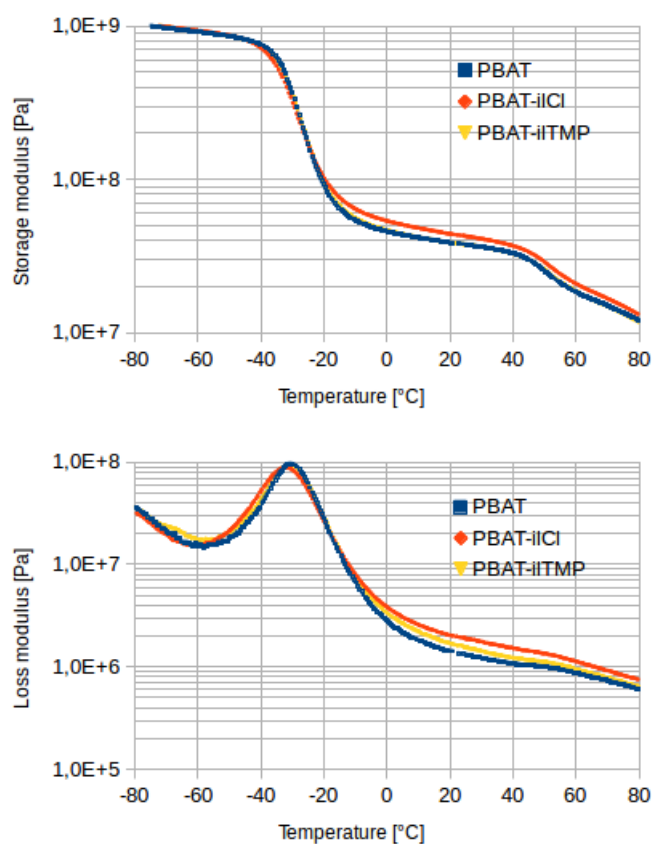 Storage modulus [Pa]
1,0E+9
1,0E+8
1,0E+7
PBAT
PBAT-ilCl
PBAT-ilTMP
-80 -60 -40 -20 0 20 40 60 80
Temperature [°C]
Loss modulus [Pa]
1,0E+8
1,0E+7
1,0E+6
1,0E+5
PBAT
PBAT-ilCl
PBAT-ilTMP
-80 -60 -40 -20 0 20 40 60 80
Temperature [°C]